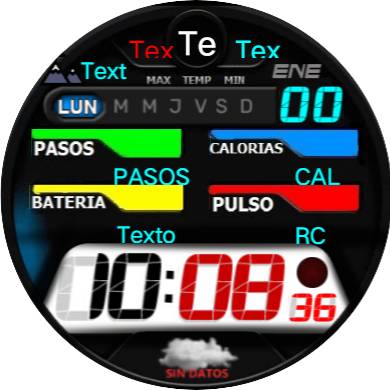 Tex Te Tex
Text MAX TEMP MIN ENE
LUN M M J V S D 00
PASOS CALORIAS
PASOS CAL
BATERIA PULSO
Texto RC
10:08 36
SIN DATOS